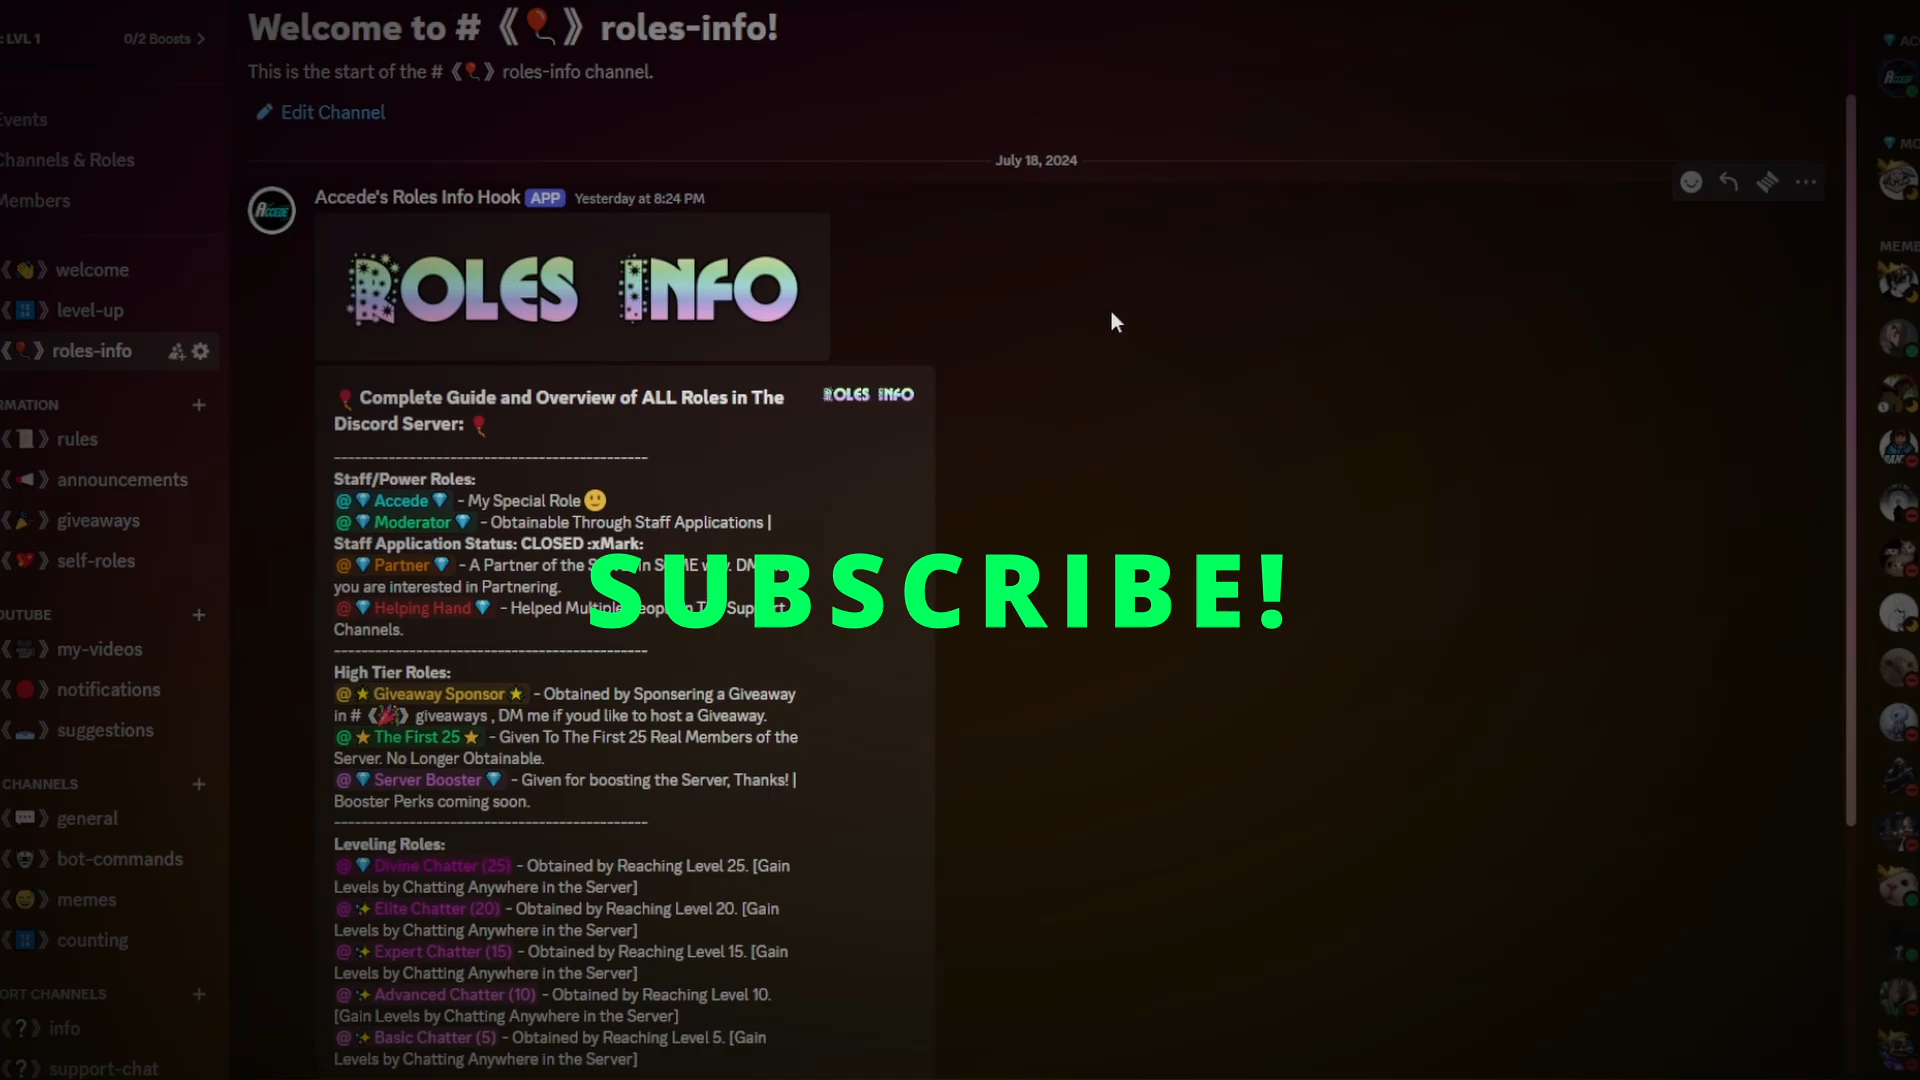 Welcome to # 《🎈》 roles-info!
: LVL 1
0/2 Boosts >
This is the start of the # 《🎈》 roles-info channel.
Edit Channel
Events
Channels & Roles
Members
《👋》 welcome
《🔢》 level-up
《🎈》 roles-info
RMATION +
《📜》 rules
《📢》 announcements
《🎉》 giveaways
《💖》 self-roles
OUTUBE +
《📹》 my-videos
《🔴》 notifications
《🗳️》 suggestions
CHANNELS +
《💬》 general
《🤖》 bot-commands
《😅》 memes
《🔢》 counting
ORT CHANNELS +
《?》 info
《?》 support-chat
July 18, 2024
Accede's Roles Info Hook APP Yesterday at 8:24 PM
ACCEDE
ROLES INFO
🎈 Complete Guide and Overview of ALL Roles in The
Discord Server: 🎈
ROLES INFO
----------------------------------------------
Staff/Power Roles:
@💎 Accede 💎 - My Special Role 🙂
@💎 Moderator 💎 - Obtainable Through Staff Applications |
Staff Application Status: CLOSED :xMark:
@💎 Partner 💎 - A Partner of the
you are interested in Partnering.
@💎 Helping Hand 💎 - Helped Multiple
Channels.
SUBSCRIBE!
----------------------------------------------
High Tier Roles:
@⭐ Giveaway Sponsor ⭐ - Obtained by Sponsering a Giveaway
in # 《🎉》 giveaways , DM me if youd like to host a Giveaway.
@⭐ The First 25 ⭐ - Given To The First 25 Real Members of the
Server. No Longer Obtainable.
@💎 Server Booster 💎 - Given for boosting the Server, Thanks! |
Booster Perks coming soon.
----------------------------------------------
Leveling Roles:
@💎 Divine Chatter (25) - Obtained by Reaching Level 25. [Gain
Levels by Chatting Anywhere in the Server]
@✨ Elite Chatter (20) - Obtained by Reaching Level 20. [Gain
Levels by Chatting Anywhere in the Server]
@✨ Expert Chatter (15) - Obtained by Reaching Level 15. [Gain
Levels by Chatting Anywhere in the Server]
@✨ Advanced Chatter (10) - Obtained by Reaching Level 10.
[Gain Levels by Chatting Anywhere in the Server]
@✨ Basic Chatter (5) - Obtained by Reaching Level 5. [Gain
Levels by Chatting Anywhere in the Server]
💎 AC
💎 MO
MEMBE